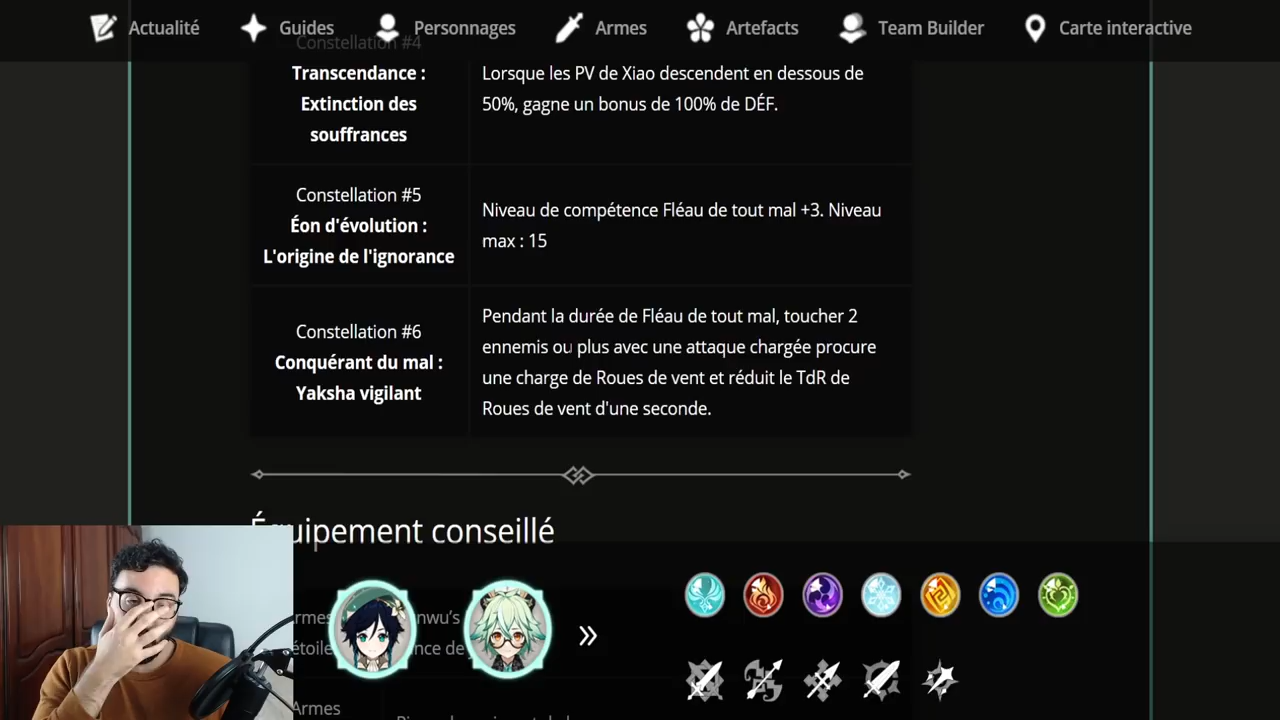 Actualité Guides Personnages Armes Artefacts Team Builder Carte interactive
Constellation #4
Transcendance :
Extinction des
souffrances
Lorsque les PV de Xiao descendent en dessous de
50%, gagne un bonus de 100% de DÉF.
Constellation #5
Éon d'évolution :
L'origine de l'ignorance
Niveau de compétence Fléau de tout mal +3. Niveau
max : 15
Constellation #6
Conquérant du mal :
Yaksha vigilant
Pendant la durée de Fléau de tout mal, toucher 2
ennemis ou plus avec une attaque chargée procure
une charge de Roues de vent et réduit le TdR de
Roues de vent d'une seconde.
Équipement conseillé
Armes